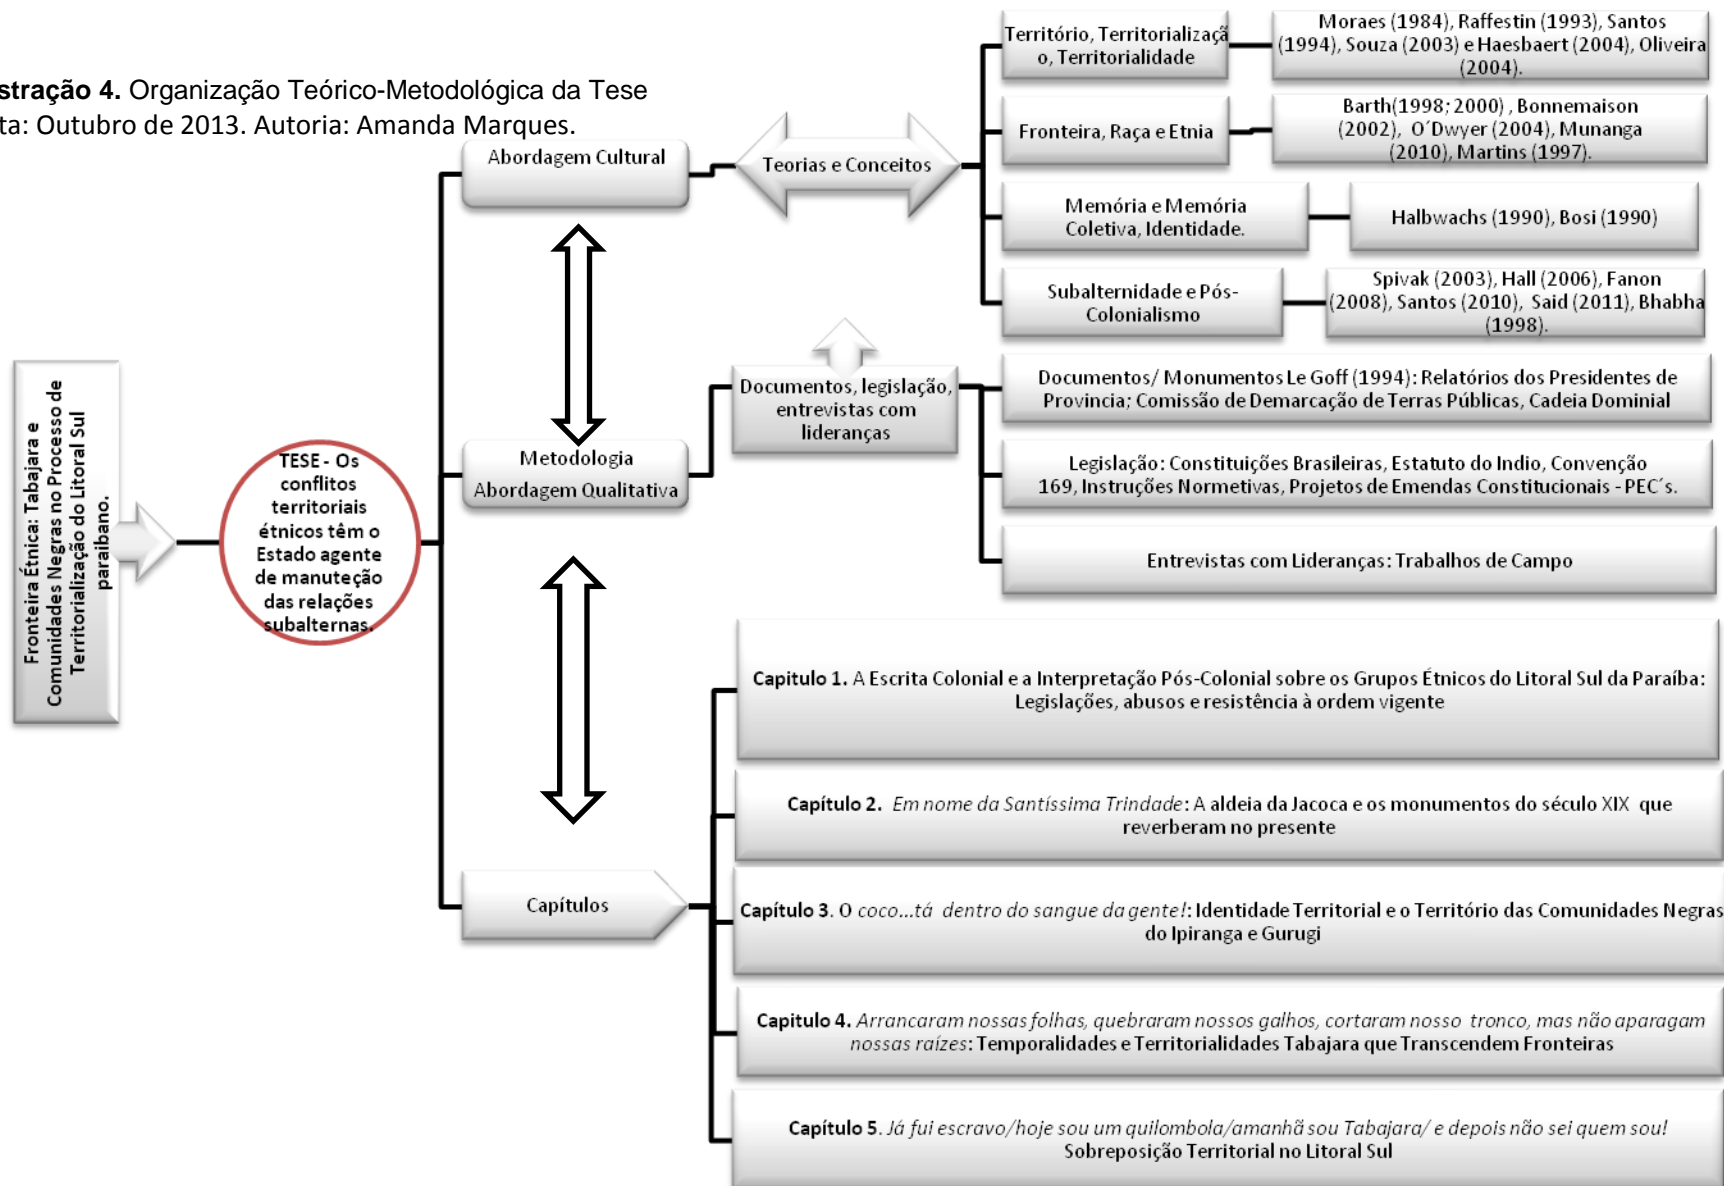 stração 4. Organização Teórico-Metodológica da Tese
ta: Outubro de 2013. Autoria: Amanda Marques.
Fronteira Étnica: Tabajara e
Comunidades Negras no Processo de
Territorialização do Litoral Sul
paraibano.
TESE - Os
conflitos
territoriais
étnicos têm o
Estado agente
de manuteção
das relações
subalternas.
Abordagem Cultural
Teorias e Conceitos
Território, Territorializaçã
o, Territorialidade
Moraes (1984), Raffestin (1993), Santos
(1994), Souza (2003) e Haesbaert (2004), Oliveira
(2004).
Fronteira, Raça e Etnia
Barth(1998; 2000) , Bonnemaison
(2002), O´Dwyer (2004), Munanga
(2010), Martins (1997).
Memória e Memória
Coletiva, Identidade.
Halbwachs (1990), Bosi (1990)
Subalternidade e Pós-
Colonialismo
Spivak (2003), Hall (2006), Fanon
(2008), Santos (2010), Said (2011), Bhabha
(1998).
Metodologia
Abordagem Qualitativa
Documentos, legislação,
entrevistas com
lideranças
Documentos/ Monumentos Le Goff (1994): Relatórios dos Presidentes de
Provincia; Comissão de Demarcação de Terras Públicas, Cadeia Dominial
Legislação: Constituições Brasileiras, Estatuto do Indio, Convenção
169, Instruções Normetivas, Projetos de Emendas Constitucionais - PEC´s.
Entrevistas com Lideranças: Trabalhos de Campo
Capítulos
Capitulo 1. A Escrita Colonial e a Interpretação Pós-Colonial sobre os Grupos Étnicos do Litoral Sul da Paraíba:
Legislações, abusos e resistência à ordem vigente
Capítulo 2. Em nome da Santíssima Trindade: A aldeia da Jacoca e os monumentos do século XIX que
reverberam no presente
Capítulo 3. O coco...tá dentro do sangue da gente!: Identidade Territorial e o Território das Comunidades Negras
do Ipiranga e Gurugi
Capitulo 4. Arrancaram nossas folhas, quebraram nossos galhos, cortaram nosso tronco, mas não aparagam
nossas raízes: Temporalidades e Territorialidades Tabajara que Transcendem Fronteiras
Capítulo 5. Já fui escravo/hoje sou um quilombola/amanhã sou Tabajara/ e depois não sei quem sou!
Sobreposição Territorial no Litoral Sul